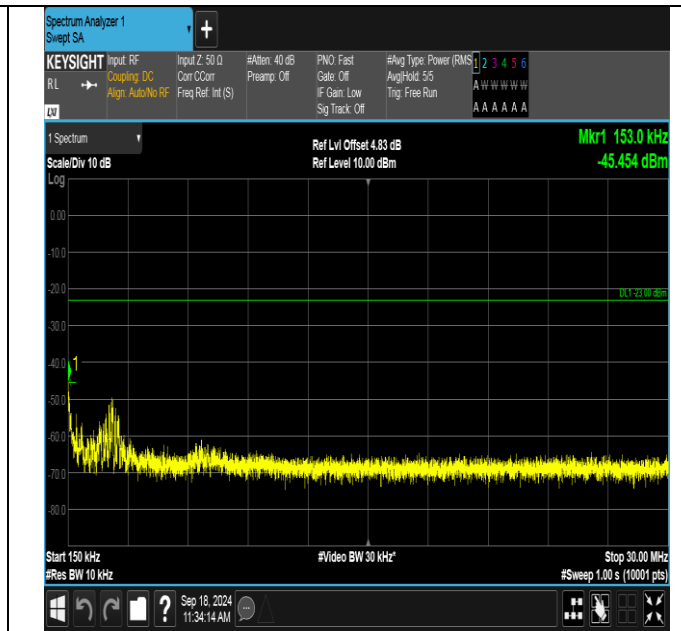 Spectrum Analyzer 1
Swept SA
+
KEYSIGHT
RL
LXI
Input: RF
Coupling: DC
Align: Auto/No RF
Input Z: 50 Ω
Corr CCorr
Freq Ref: Int (S)
#Atten: 40 dB
Preamp: Off
PNO: Fast
Gate: Off
IF Gain: Low
Sig Track: Off
#Avg Type: Power (RMS
Avg|Hold: 5/5
Trig: Free Run
1 2 3 4 5 6
A W W W W W
A A A A A A
1 Spectrum
Scale/Div 10 dB
Ref Lvl Offset 4.83 dB
Ref Level 10.00 dBm
Mkr1 153.0 kHz
-45.454 dBm
Log
0.00
-10.0
-20.0
DL1 -23.00 dBm
-30.0
-40.0
1
-50.0
-60.0
-70.0
-80.0
Start 150 kHz
#Video BW 30 kHz*
Stop 30.00 MHz
#Res BW 10 kHz
#Sweep 1.00 s (10001 pts)
?
Sep 18, 2024
11:34:14 AM